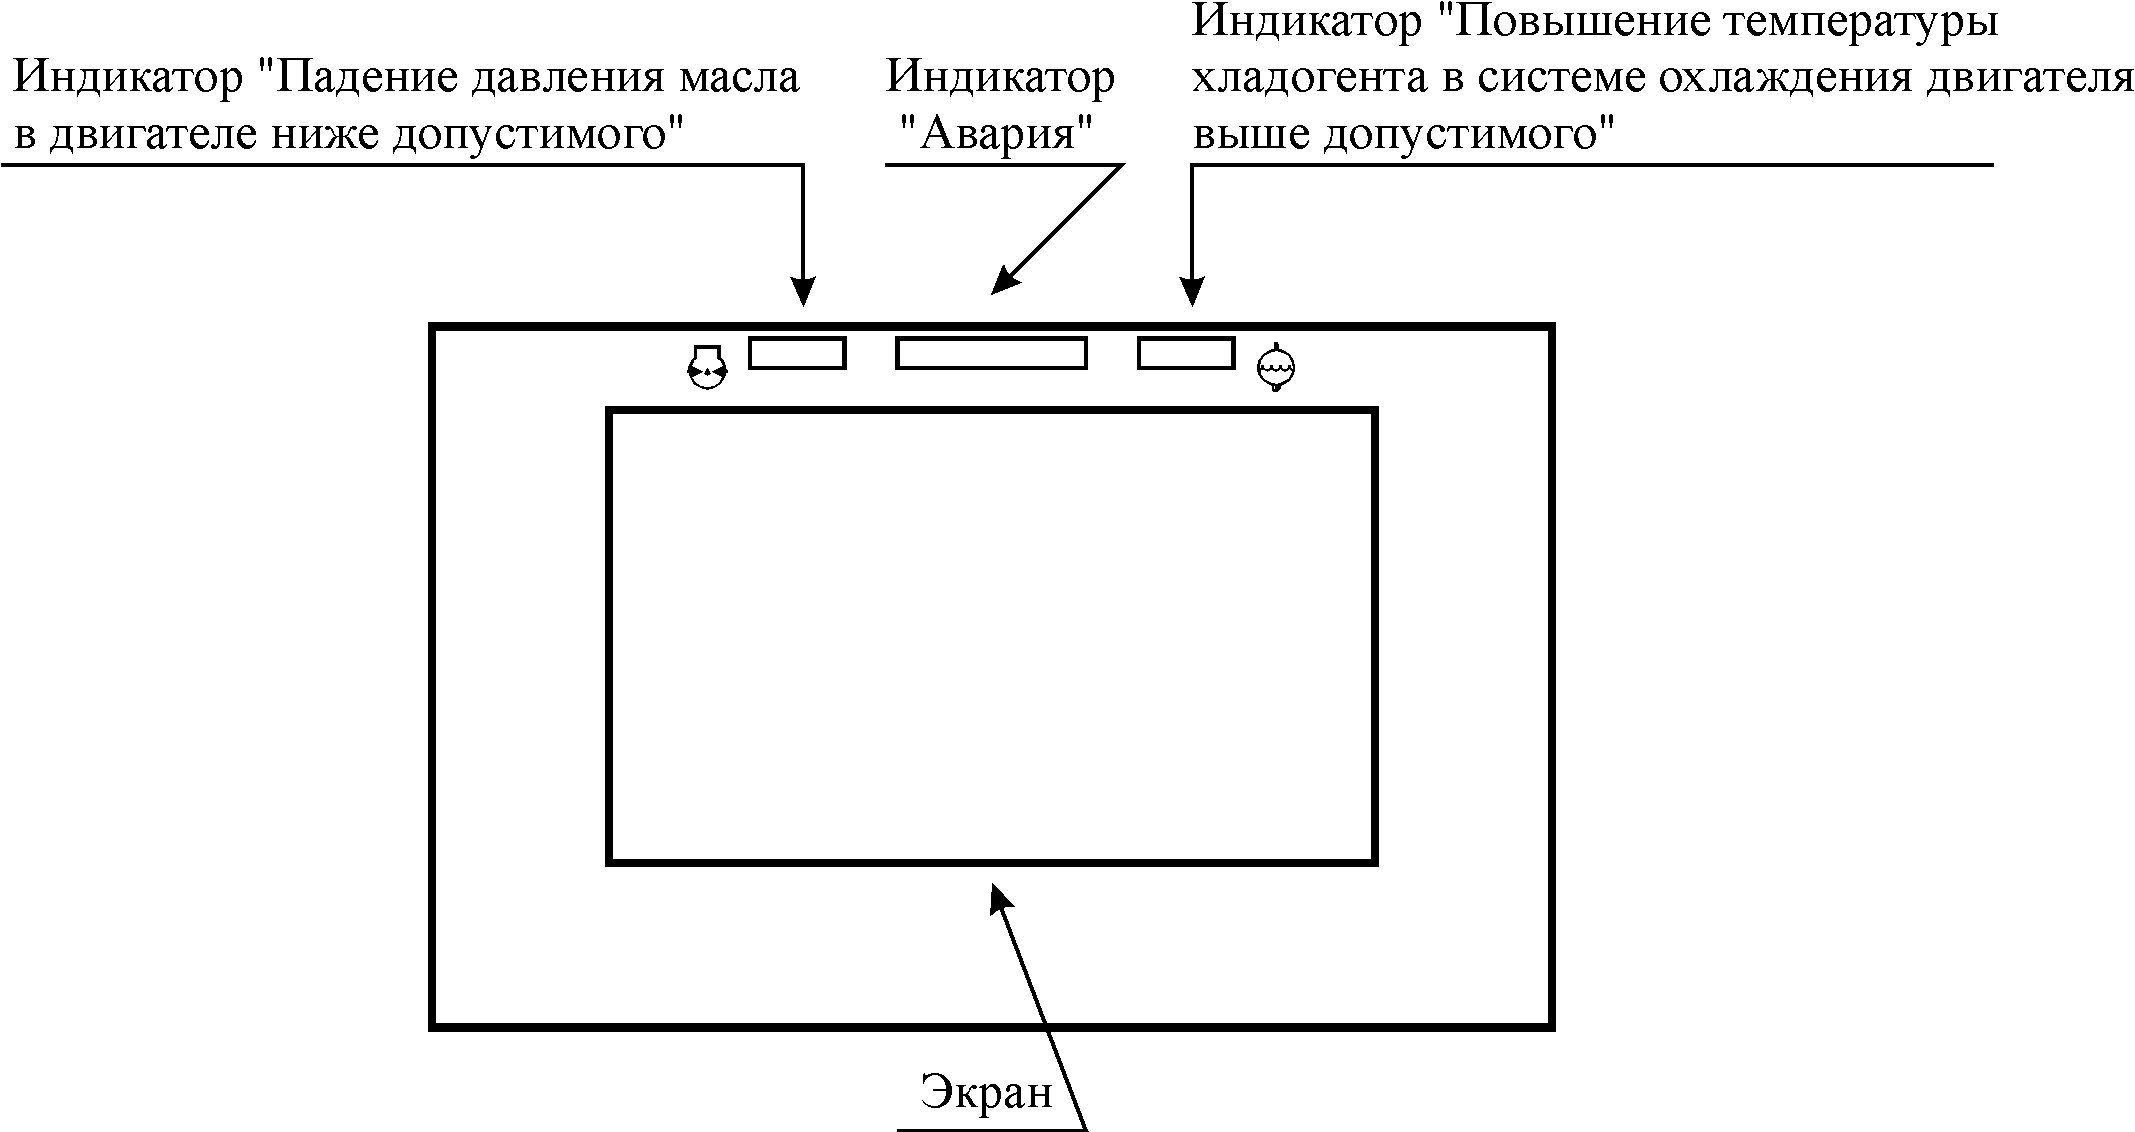 Индикатор "Падение давления масла
в двигателе ниже допустимого"
Индикатор
"Авария"
Индикатор "Повышение температуры
хладогента в системе охлаждения двигателя
выше допустимого"
Экран